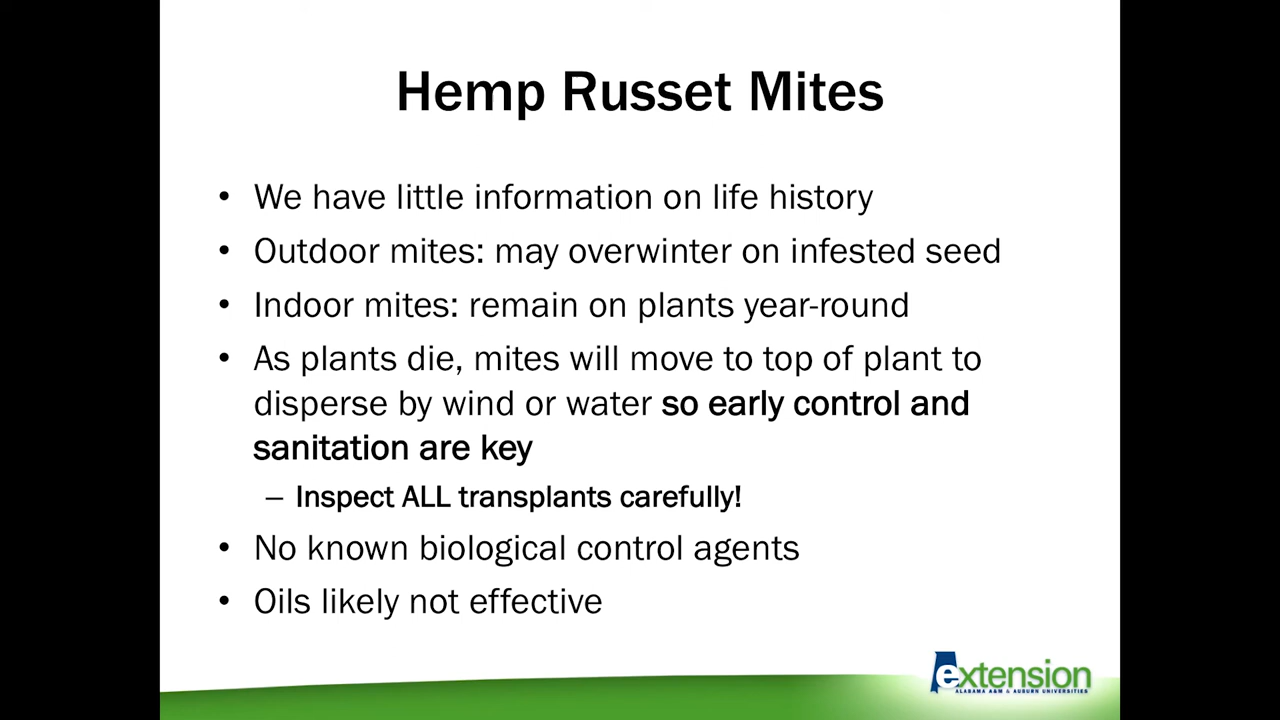 Hemp Russet Mites
• We have little information on life history
• Outdoor mites: may overwinter on infested seed
• Indoor mites: remain on plants year-round
• As plants die, mites will move to top of plant to
disperse by wind or water so early control and
sanitation are key
– Inspect ALL transplants carefully!
• No known biological control agents
• Oils likely not effective
extension
ALABAMA A&M & AUBURN UNIVERSITIES